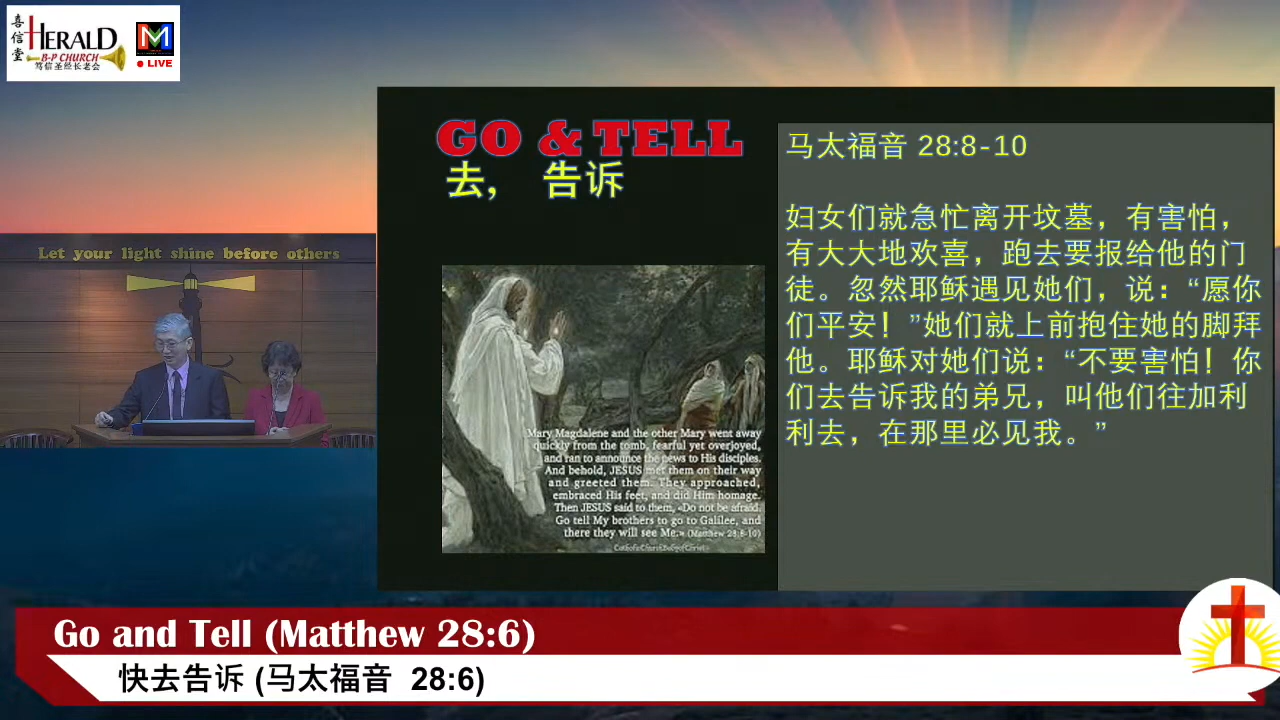 喜信堂
HERALD
B-P CHURCH
笃信圣经长老会
M
LIVE
GO & TELL
去, 告诉
马太福音 28:8-10
妇女们就急忙离开坟墓，有害怕，
有大大地欢喜，跑去要报给他的门
徒。忽然耶稣遇见她们，说：“愿你
们平安！”她们就上前抱住她的脚拜
他。耶稣对她们说：“不要害怕！你
们去告诉我的弟兄，叫他们往加利
利去，在那里必见我。”
Let your light shine before others
Mary Magdalene and the other Mary went away
quickly from the tomb, fearful yet overjoyed,
and ran to announce the news to His disciples.
And behold, JESUS met them on their way
and greeted them. They approached,
embraced His feet, and did Him homage.
Then JESUS said to them, «Do not be afraid.
Go tell My brothers to go to Galilee, and
there they will see Me.» (Matthew 28:8-10)
CatholicChurchBodyofChrist
Go and Tell (Matthew 28:6)
快去告诉 (马太福音 28:6)